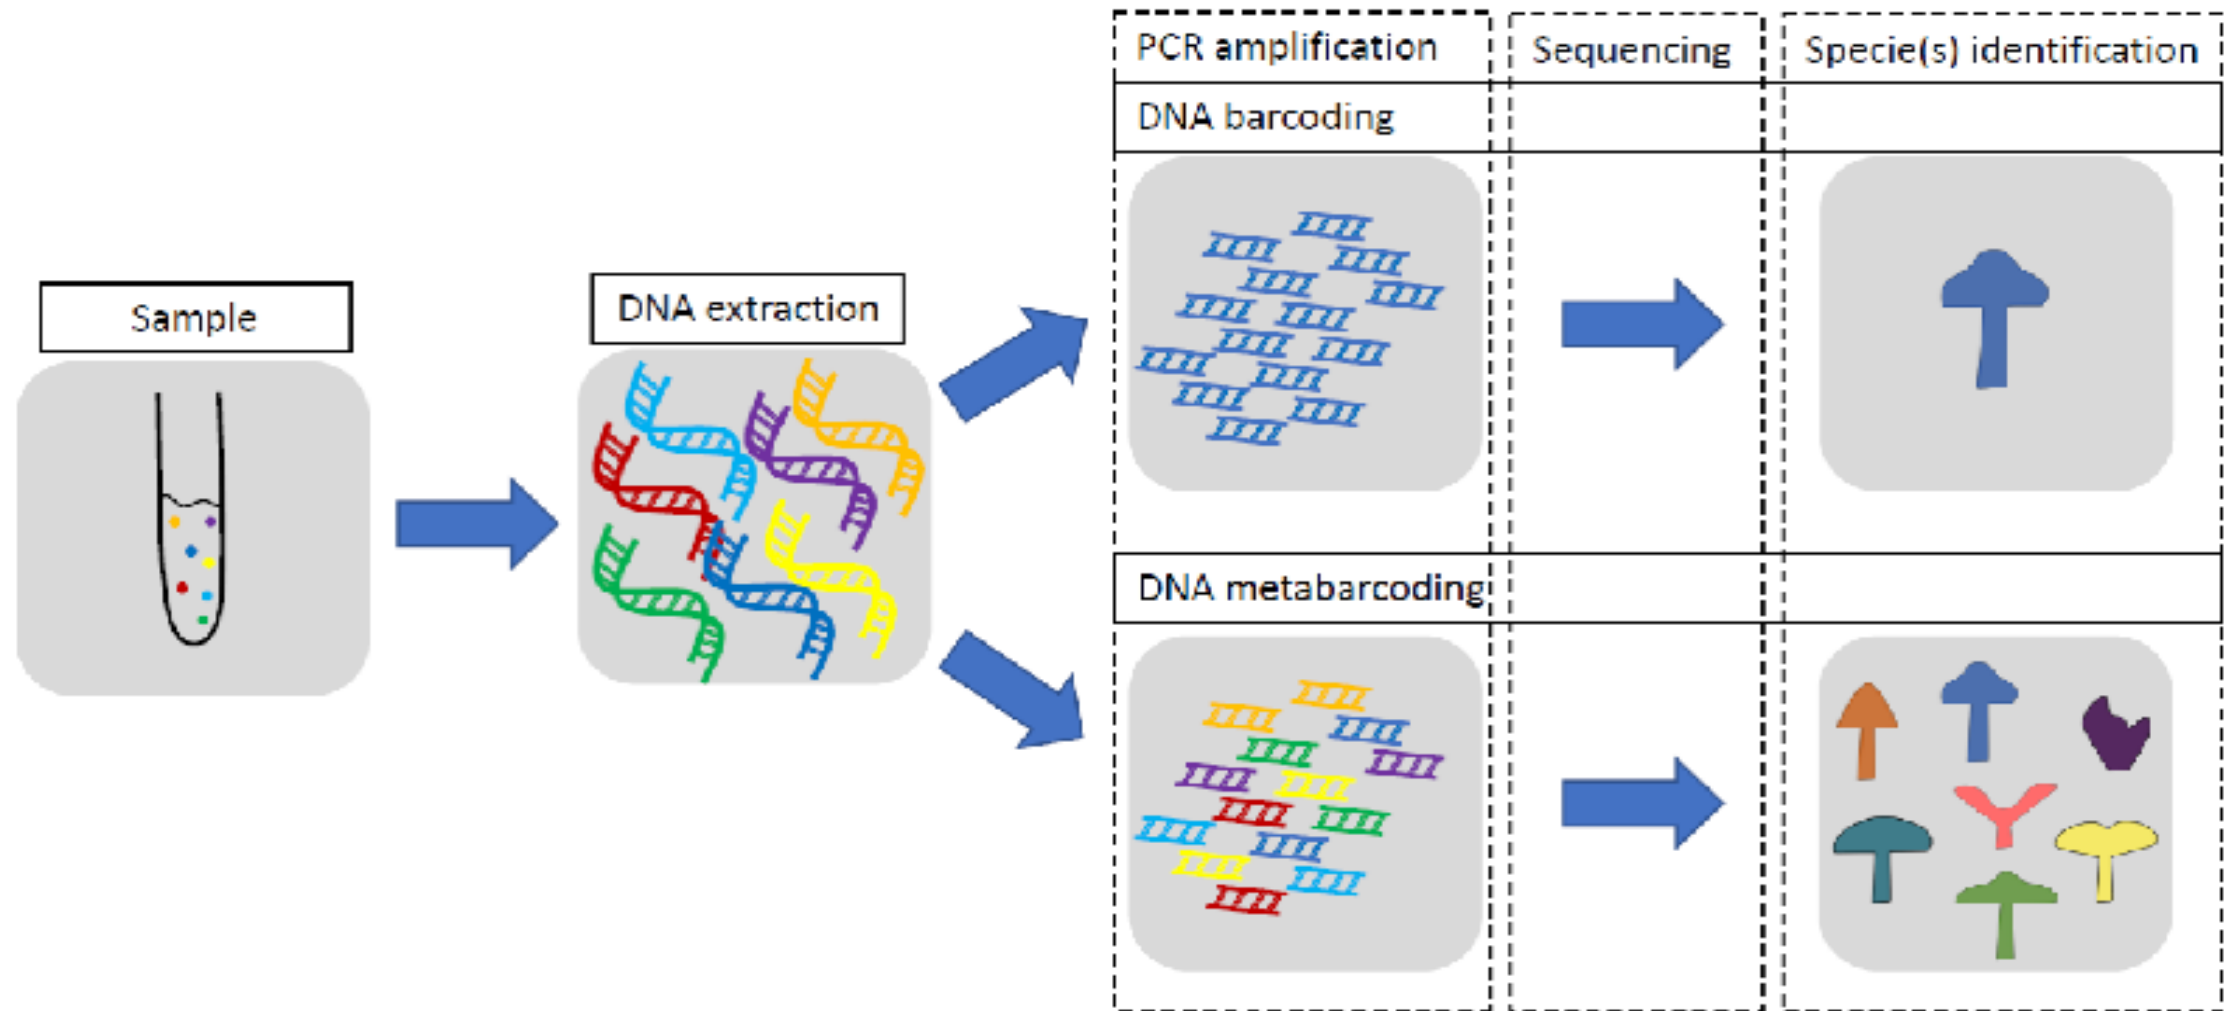 Sample
DNA extraction
PCR amplification
Sequencing
Specie(s) identification
DNA barcoding
DNA metabarcoding